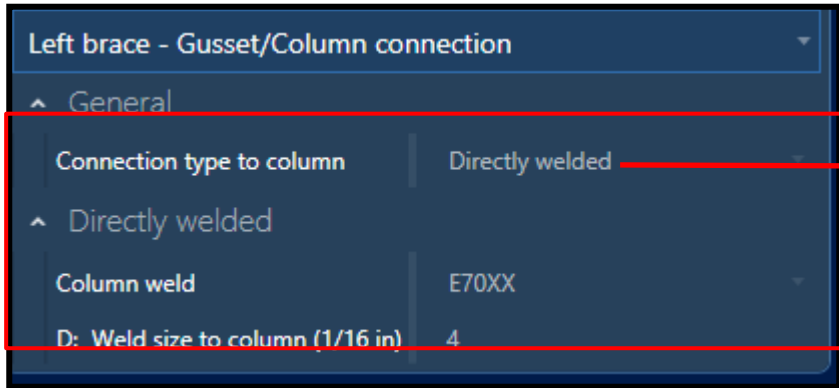 Left brace - Gusset/Column connection
General
Connection type to column Directly welded
Directly welded
Column weld E70XX
D: Weld size to column (1/16 in) 4